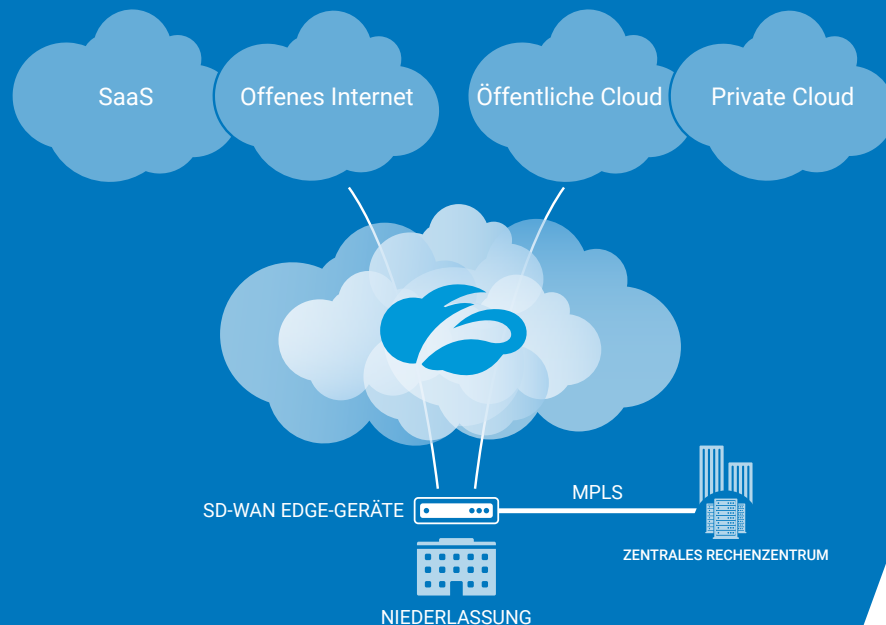 SaaS
Offenes Internet
Öffentliche Cloud
Private Cloud
MPLS
SD-WAN EDGE-GERÄTE
ZENTRALES RECHENZENTRUM
NIEDERLASSUNG